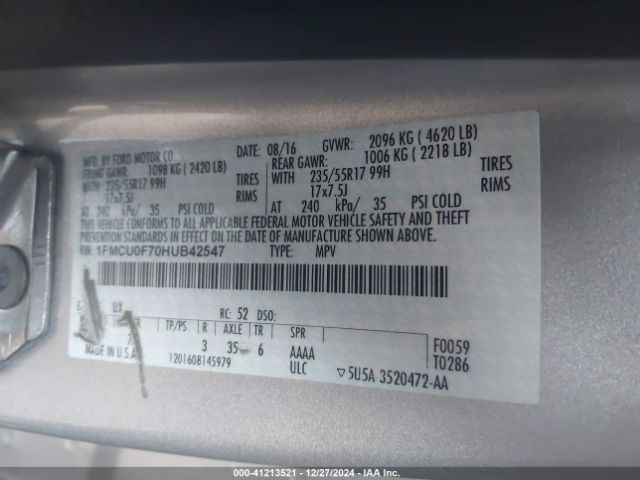 MFD. BY FORD MOTOR CO. DATE: 08/16 GVWR: 2096 KG ( 4620 LB)
FRONT GAWR: 1098 KG ( 2420 LB) REAR GAWR: 1006 KG ( 2218 LB)
WITH 235/55R17 99H TIRES WITH 235/55R17 99H TIRES
17x7.5J RIMS 17x7.5J RIMS
AT 240 kPa/ 35 PSI COLD AT 240 kPa/ 35 PSI COLD
THIS VEHICLE CONFORMS TO ALL APPLICABLE FEDERAL MOTOR VEHICLE SAFETY AND THEFT
PREVENTION STANDARDS IN EFFECT ON THE DATE OF MANUFACTURE SHOWN ABOVE.
VIN: 1FMCU0F70HUB42547 TYPE: MPV
UX RC: 52 DSO:
TP/PS R AXLE TR SPR
7 3 35 6 AAAA F0059
MADE IN U.S.A. 1201608145979 ULC T0286
▽5U5A 3520472-AA
000-41213521 | 12/27/2024 - IAA Inc.